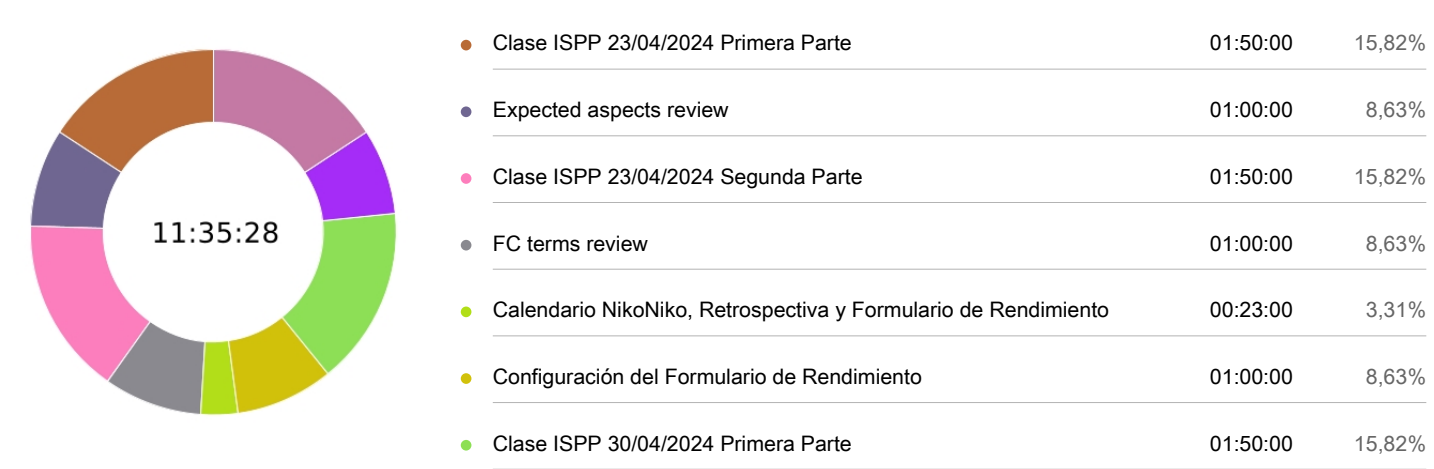 11:35:28
Clase ISPP 23/04/2024 Primera Parte 01:50:00 15,82%
Expected aspects review 01:00:00 8,63%
Clase ISPP 23/04/2024 Segunda Parte 01:50:00 15,82%
FC terms review 01:00:00 8,63%
Calendario NikoNiko, Retrospectiva y Formulario de Rendimiento 00:23:00 3,31%
Configuración del Formulario de Rendimiento 01:00:00 8,63%
Clase ISPP 30/04/2024 Primera Parte 01:50:00 15,82%